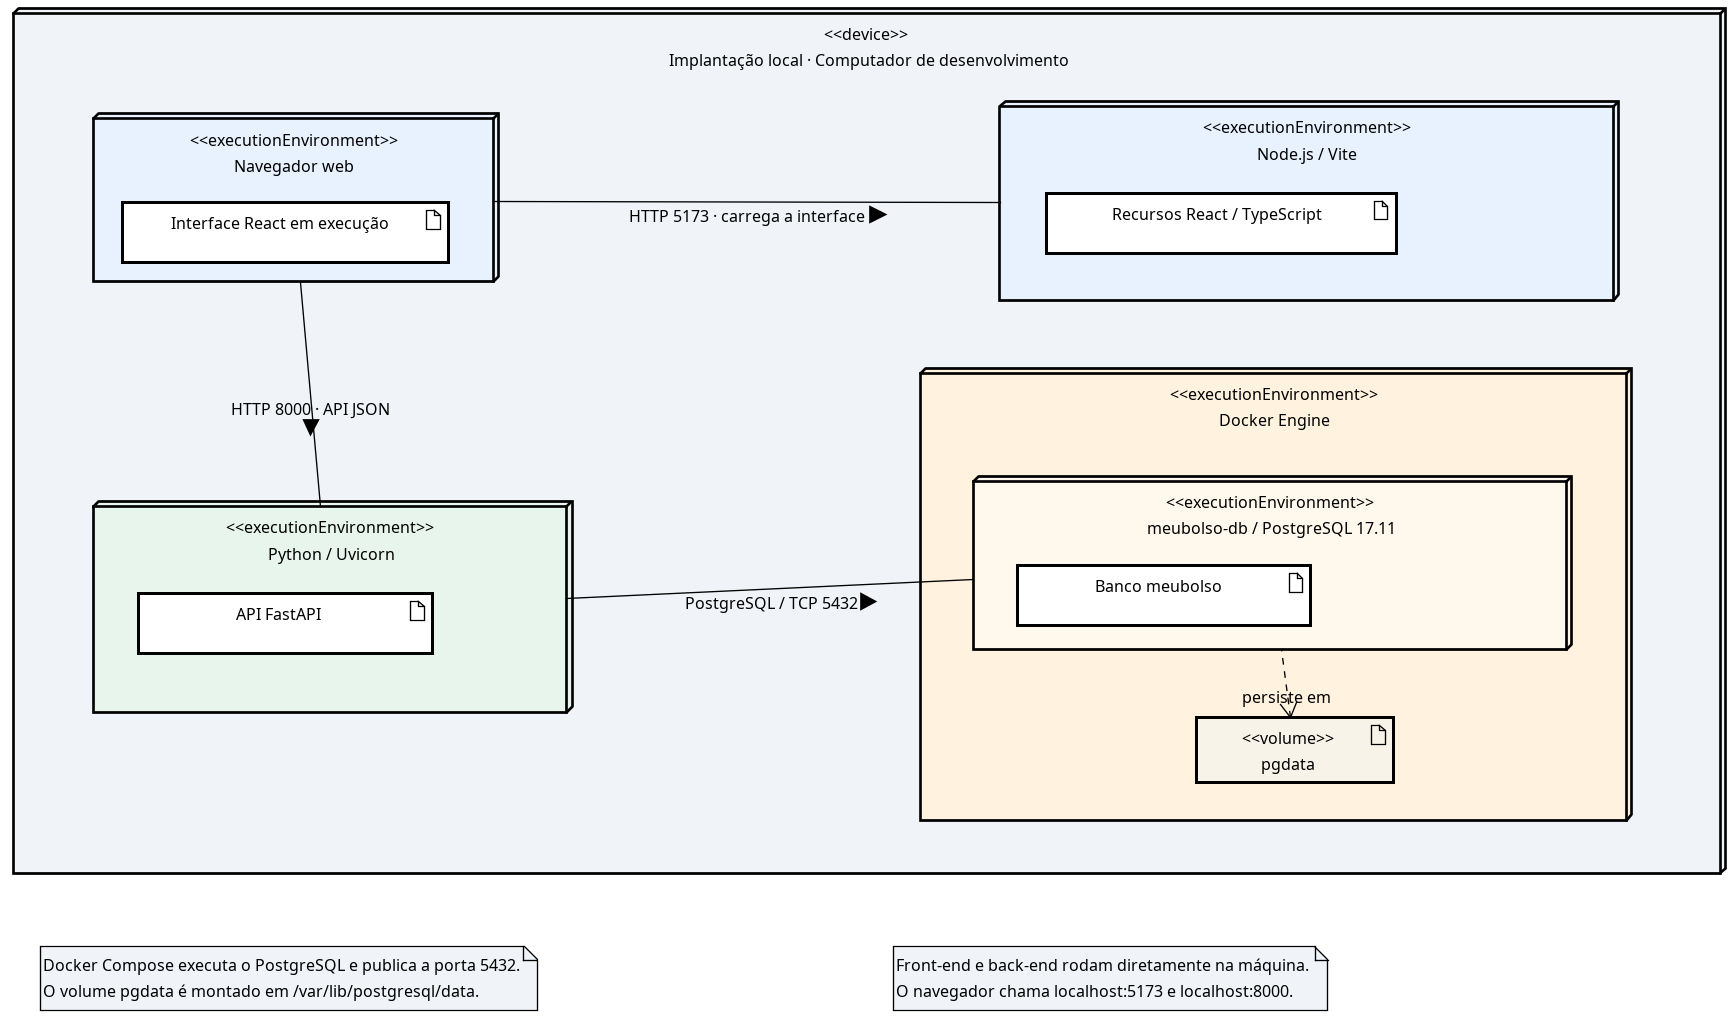 <<device>>
Implantação local · Computador de desenvolvimento
<<executionEnvironment>>
Navegador web
Interface React em execução
HTTP 5173 · carrega a interface
<<executionEnvironment>>
Node.js / Vite
Recursos React / TypeScript
HTTP 8000 · API JSON
<<executionEnvironment>>
Python / Uvicorn
API FastAPI
PostgreSQL / TCP 5432
<<executionEnvironment>>
Docker Engine
<<executionEnvironment>>
meubolso-db / PostgreSQL 17.11
Banco meubolso
persiste em
<<volume>>
pgdata
Docker Compose executa o PostgreSQL e publica a porta 5432.
O volume pgdata é montado em /var/lib/postgresql/data.
Front-end e back-end rodam diretamente na máquina.
O navegador chama localhost:5173 e localhost:8000.